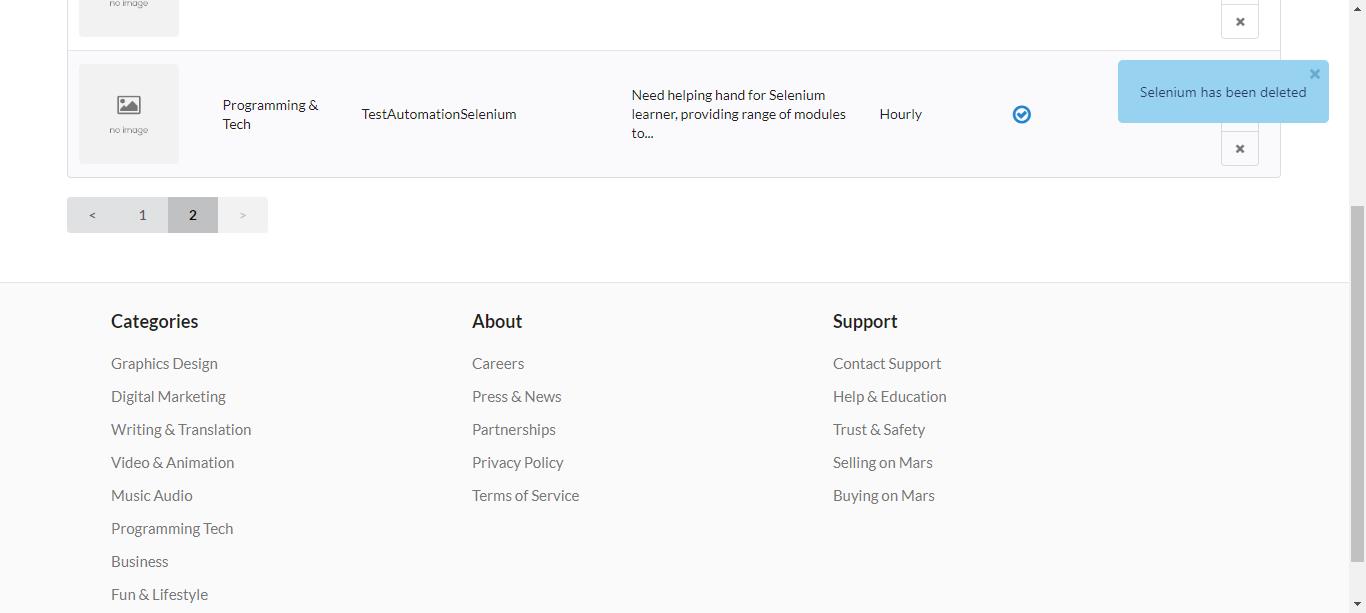 no image
Programming &
Tech
TestAutomationSelenium
Need helping hand for Selenium
learner, providing range of modules
to...
Hourly
Selenium has been deleted
no image
<
1
2
>
Categories
Graphics Design
Digital Marketing
Writing & Translation
Video & Animation
Music Audio
Programming Tech
Business
Fun & Lifestyle
About
Careers
Press & News
Partnerships
Privacy Policy
Terms of Service
Support
Contact Support
Help & Education
Trust & Safety
Selling on Mars
Buying on Mars